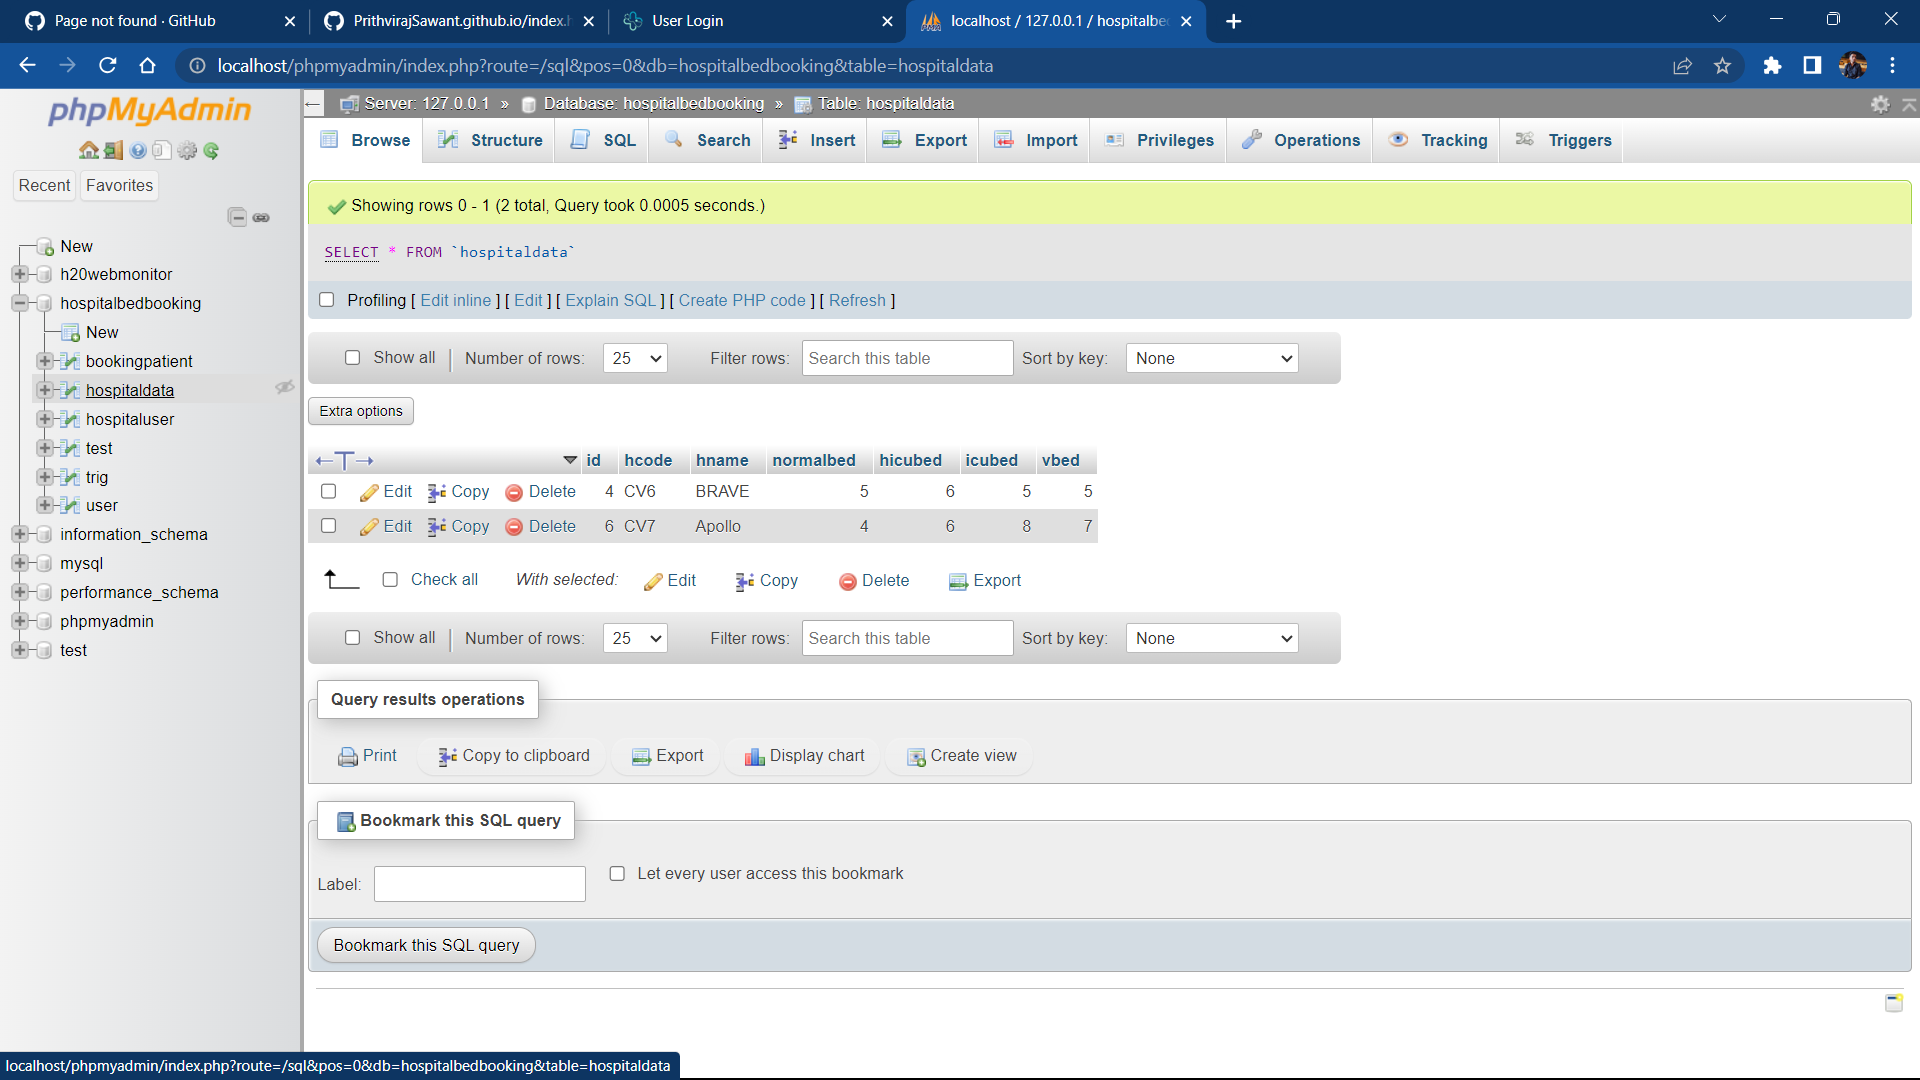 Page not found · GitHub
PrithvirajSawant.github.io/index.h
User Login
localhost / 127.0.0.1 / hospitalbed
localhost/phpmyadmin/index.php?route=/sql&pos=0&db=hospitalbedbooking&table=hospitaldata
phpMyAdmin
Recent Favorites
New
h20webmonitor
hospitalbedbooking
New
bookingpatient
hospitaldata
hospitaluser
test
trig
user
information_schema
mysql
performance_schema
phpmyadmin
test
Server: 127.0.0.1 » Database: hospitalbedbooking » Table: hospitaldata
Browse Structure SQL Search Insert Export Import Privileges Operations Tracking Triggers
Showing rows 0 - 1 (2 total, Query took 0.0005 seconds.)
SELECT * FROM `hospitaldata`
Profiling [ Edit inline ] [ Edit ] [ Explain SQL ] [ Create PHP code ] [ Refresh ]
Show all Number of rows: 25 Filter rows: Search this table Sort by key: None
Extra options
id hcode hname normalbed hicubed icubed vbed
Edit Copy Delete 4 CV6 BRAVE 5 6 5 5
Edit Copy Delete 6 CV7 Apollo 4 6 8 7
Check all With selected: Edit Copy Delete Export
Show all Number of rows: 25 Filter rows: Search this table Sort by key: None
Query results operations
Print Copy to clipboard Export Display chart Create view
Bookmark this SQL query
Label: Let every user access this bookmark
Bookmark this SQL query
localhost/phpmyadmin/index.php?route=/sql&pos=0&db=hospitalbedbooking&table=hospitaldata